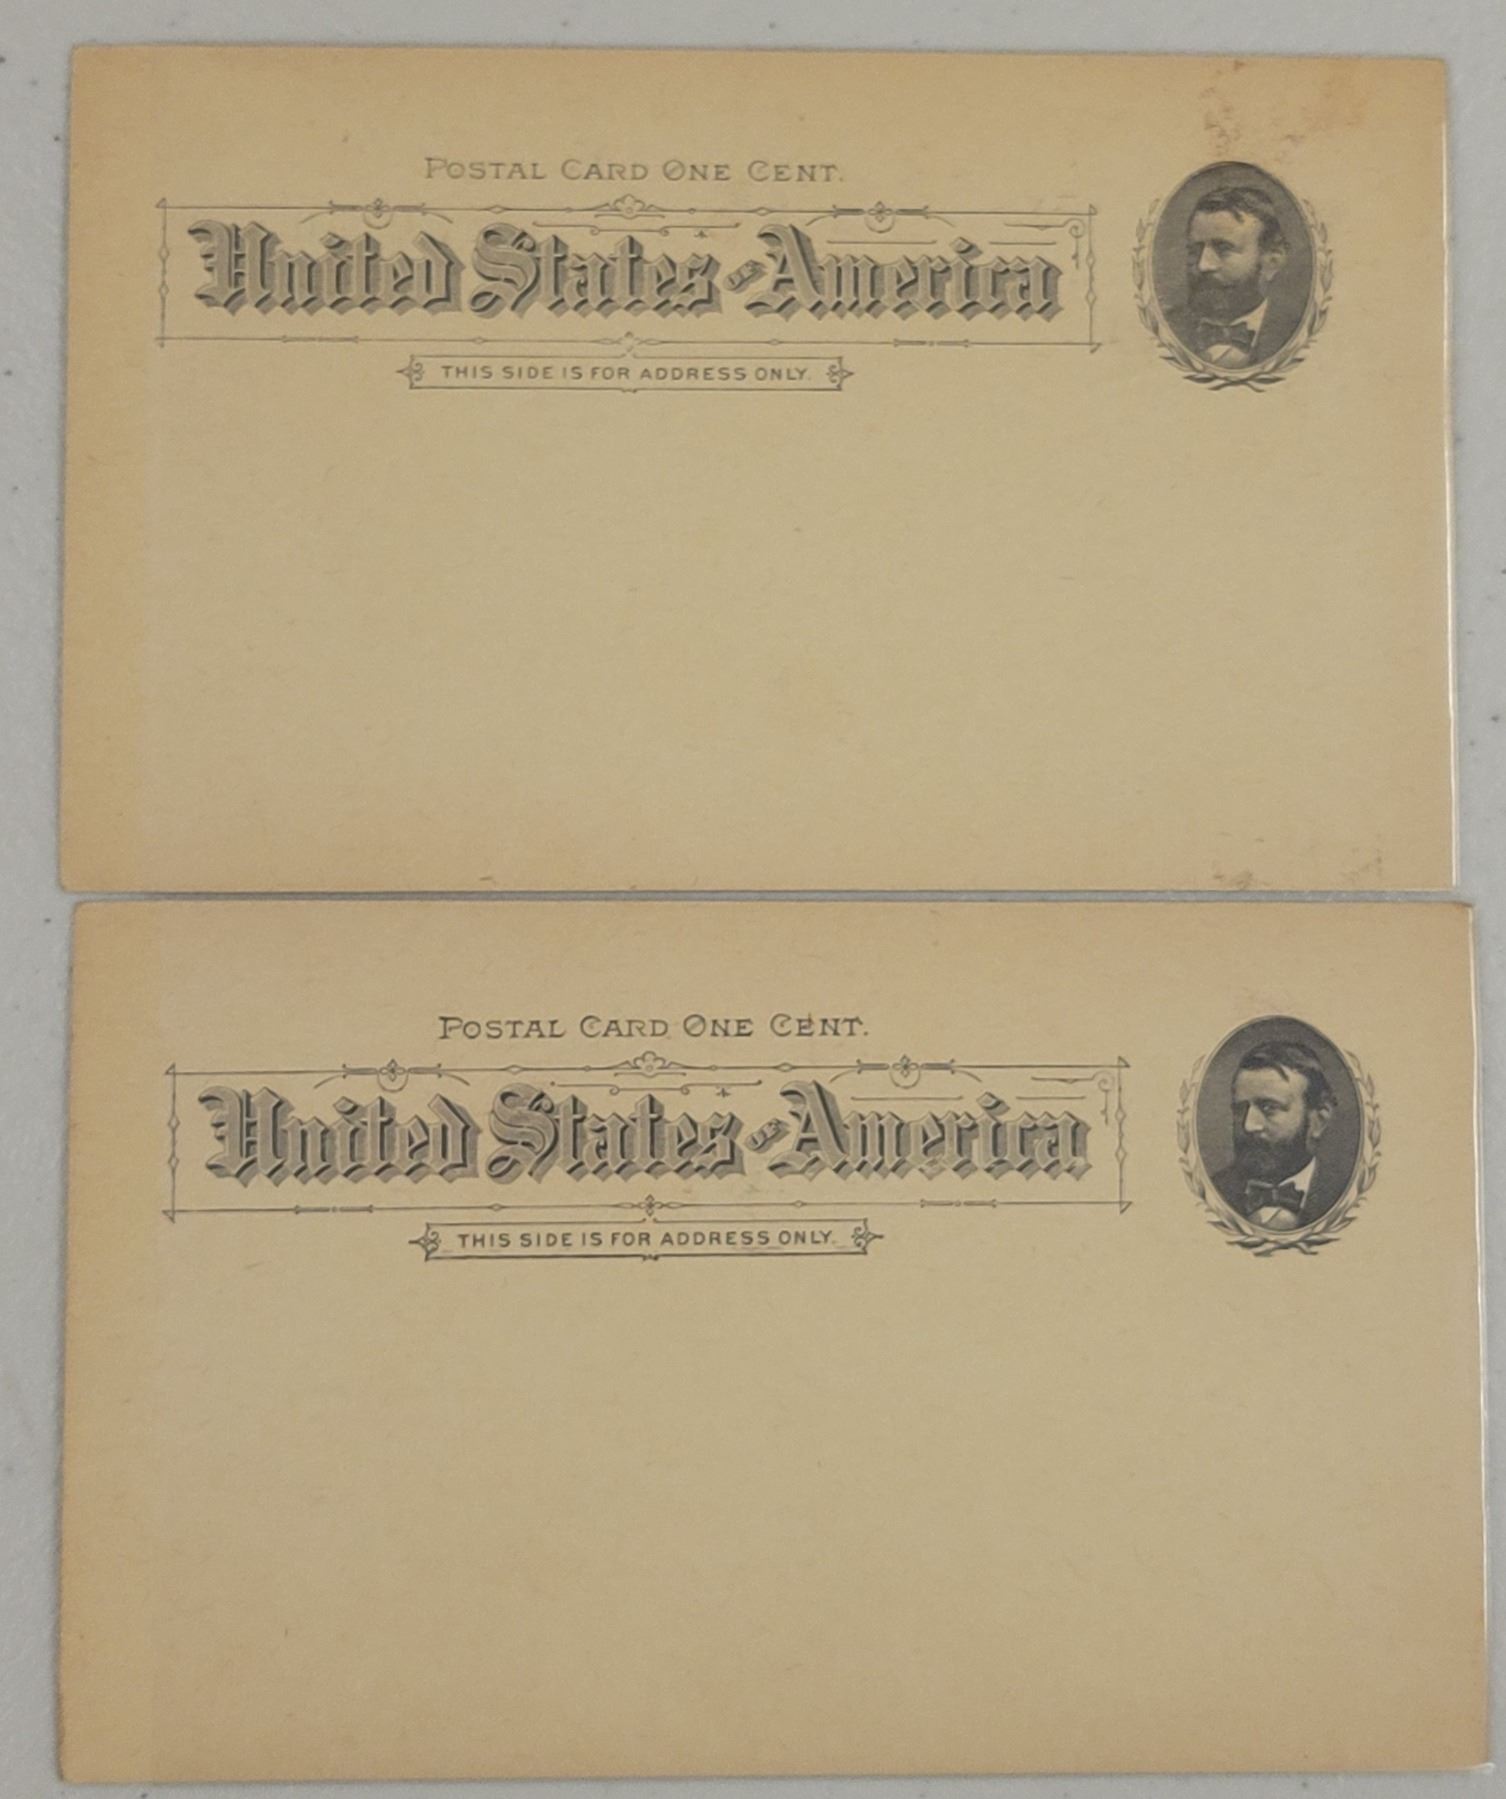 POSTAL CARD ONE CENT.
United States of America
THIS SIDE IS FOR ADDRESS ONLY.
POSTAL CARD ONE CENT.
United States of America
THIS SIDE IS FOR ADDRESS ONLY.